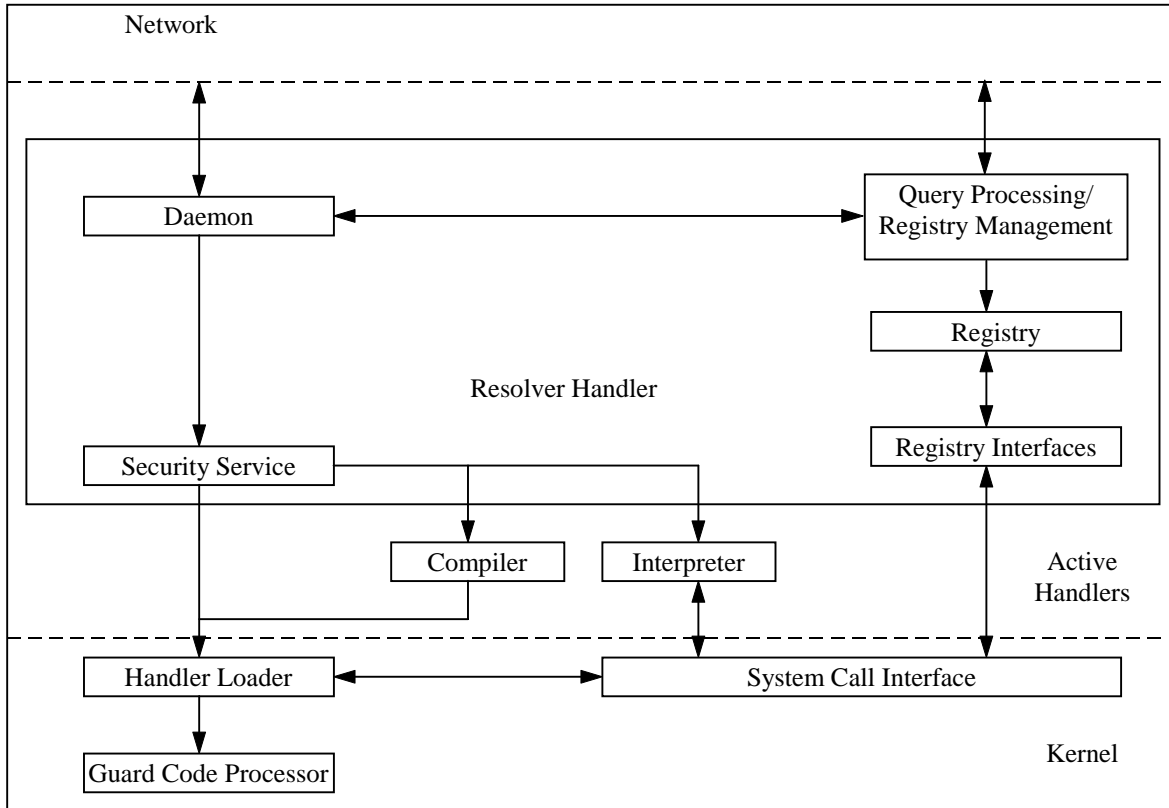 Network
Daemon
Query Processing/
Registry Management
Registry
Resolver Handler
Registry Interfaces
Security Service
Compiler
Interpreter
Active
Handlers
Handler Loader
System Call Interface
Kernel
Guard Code Processor